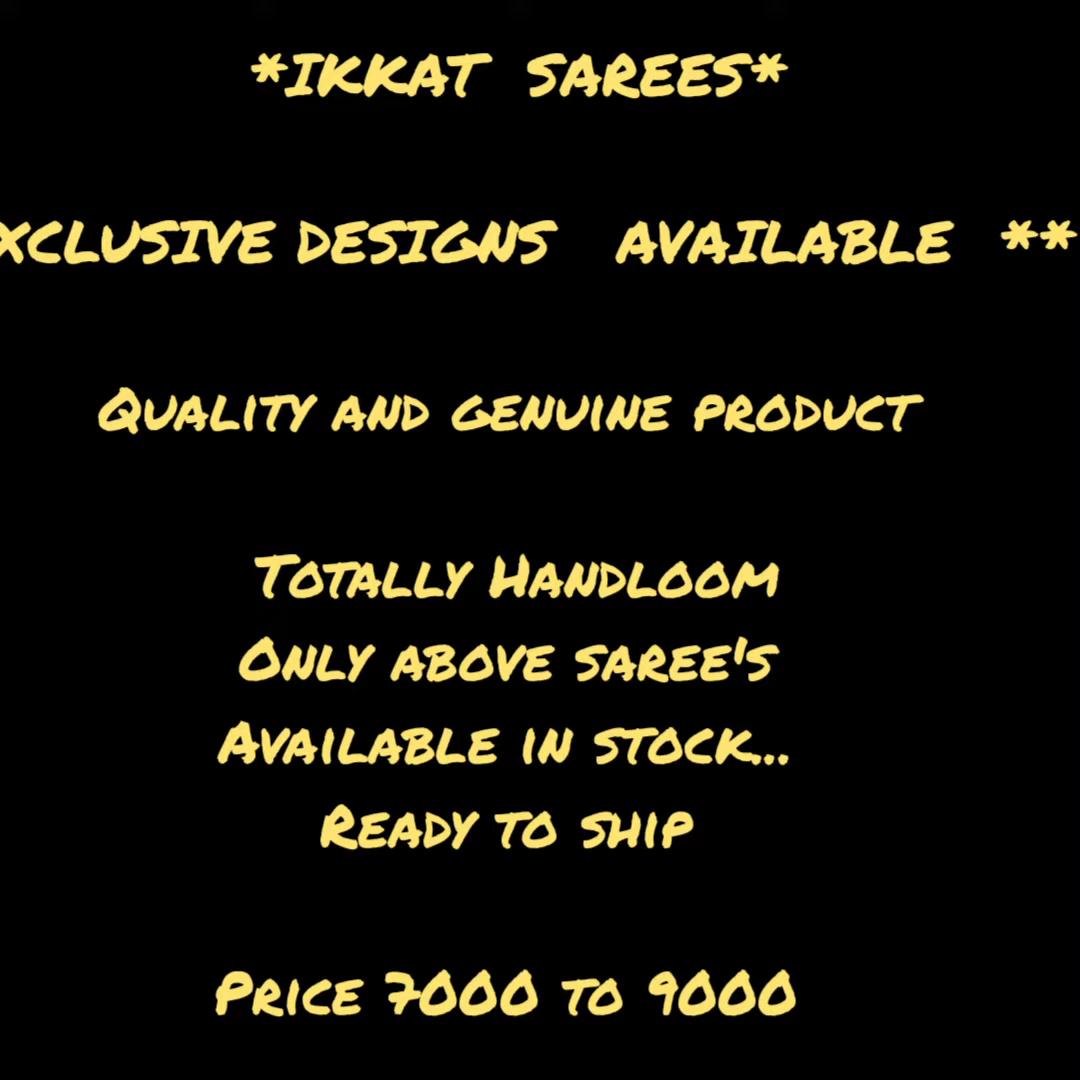 *IKKAT SAREES*
XCLUSIVE DESIGNS AVAILABLE **
Quality and genuine product
Totally Handloom
Only above saree's
Available in stock...
Ready to ship
Price 7000 to 9000